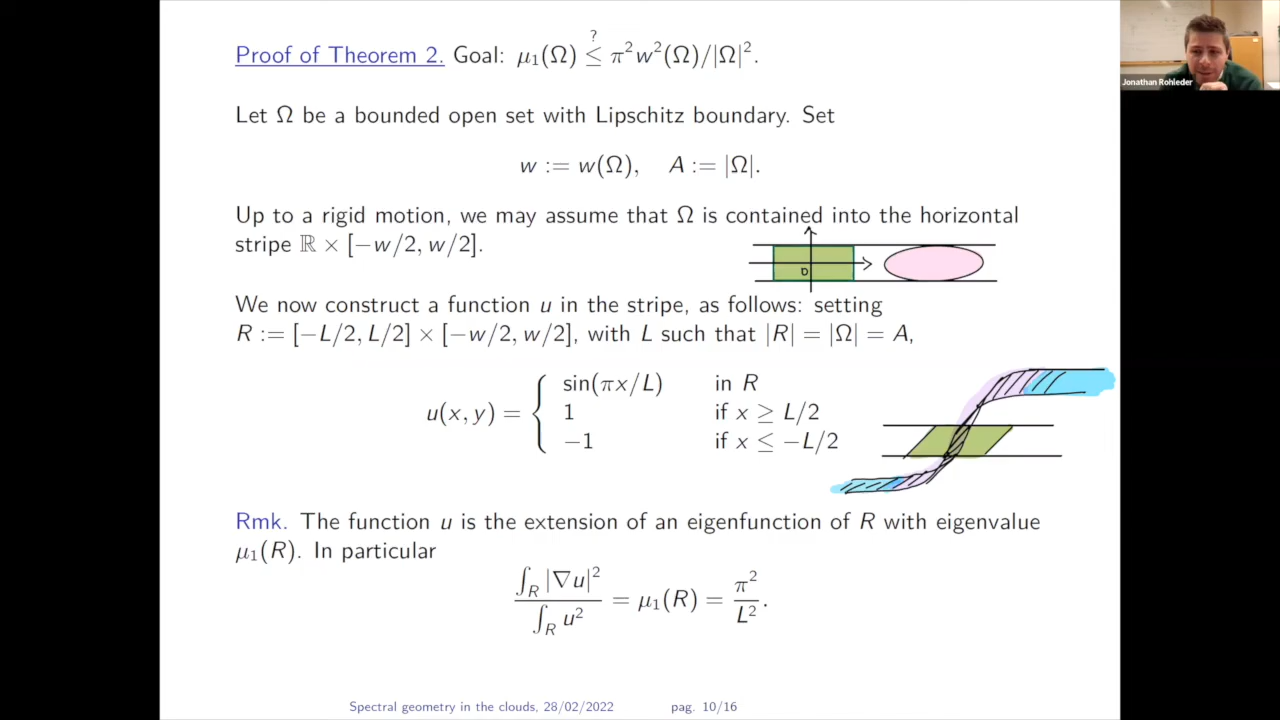 Proof of Theorem 2. Goal: μ₁(Ω) ≤? π²w²(Ω)/|Ω|².
Jonathan Rohleder
Let Ω be a bounded open set with Lipschitz boundary. Set
w := w(Ω), A := |Ω|.
Up to a rigid motion, we may assume that Ω is contained into the horizontal
stripe ℝ × [−w/2, w/2].
0
We now construct a function u in the stripe, as follows: setting
R := [−L/2, L/2] × [−w/2, w/2], with L such that |R| = |Ω| = A,
u(x, y) = { sin(πx/L) in R
1 if x ≥ L/2
−1 if x ≤ −L/2
Rmk. The function u is the extension of an eigenfunction of R with eigenvalue
μ₁(R). In particular
∫_R |∇u|² / ∫_R u² = μ₁(R) = π²/L².
Spectral geometry in the clouds, 28/02/2022 pag. 10/16